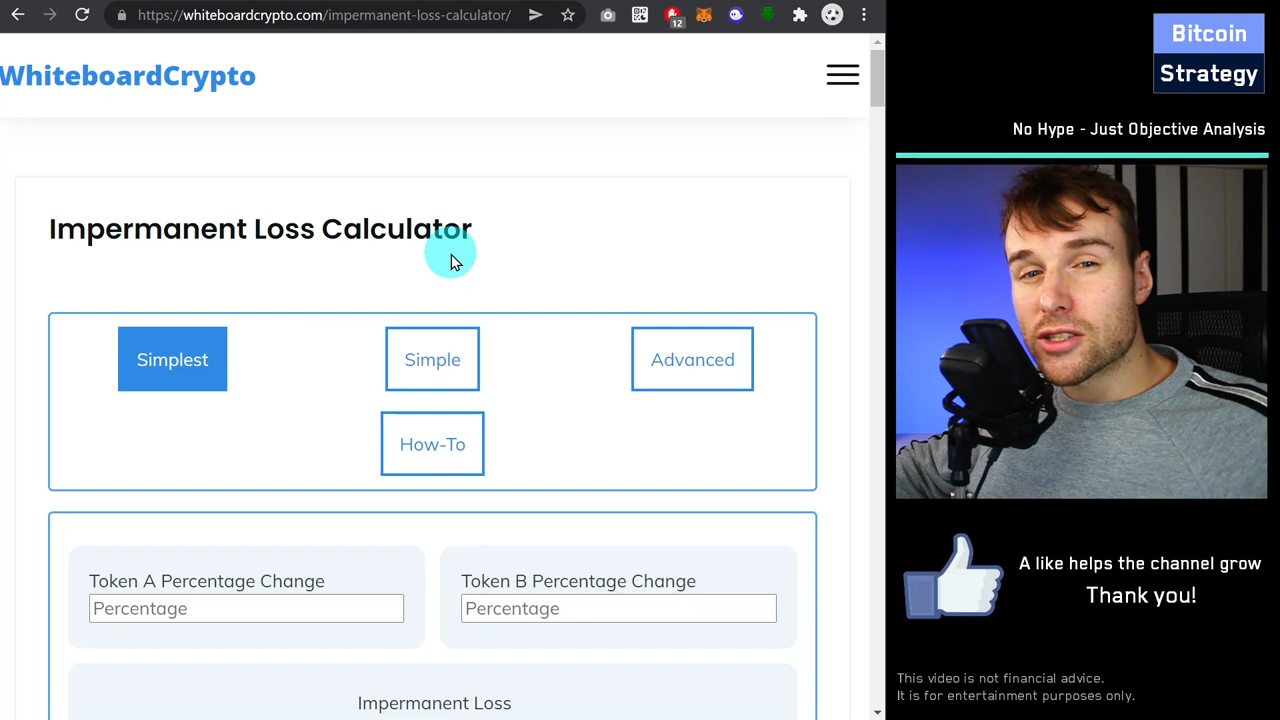 https://whiteboardcrypto.com/impermanent-loss-calculator/
12
WhiteboardCrypto
Impermanent Loss Calculator
Simplest
Simple
Advanced
How-To
Token A Percentage Change
Percentage
Token B Percentage Change
Percentage
Impermanent Loss
Bitcoin
Strategy
No Hype - Just Objective Analysis
A like helps the channel grow
Thank you!
This video is not financial advice.
It is for entertainment purposes only.